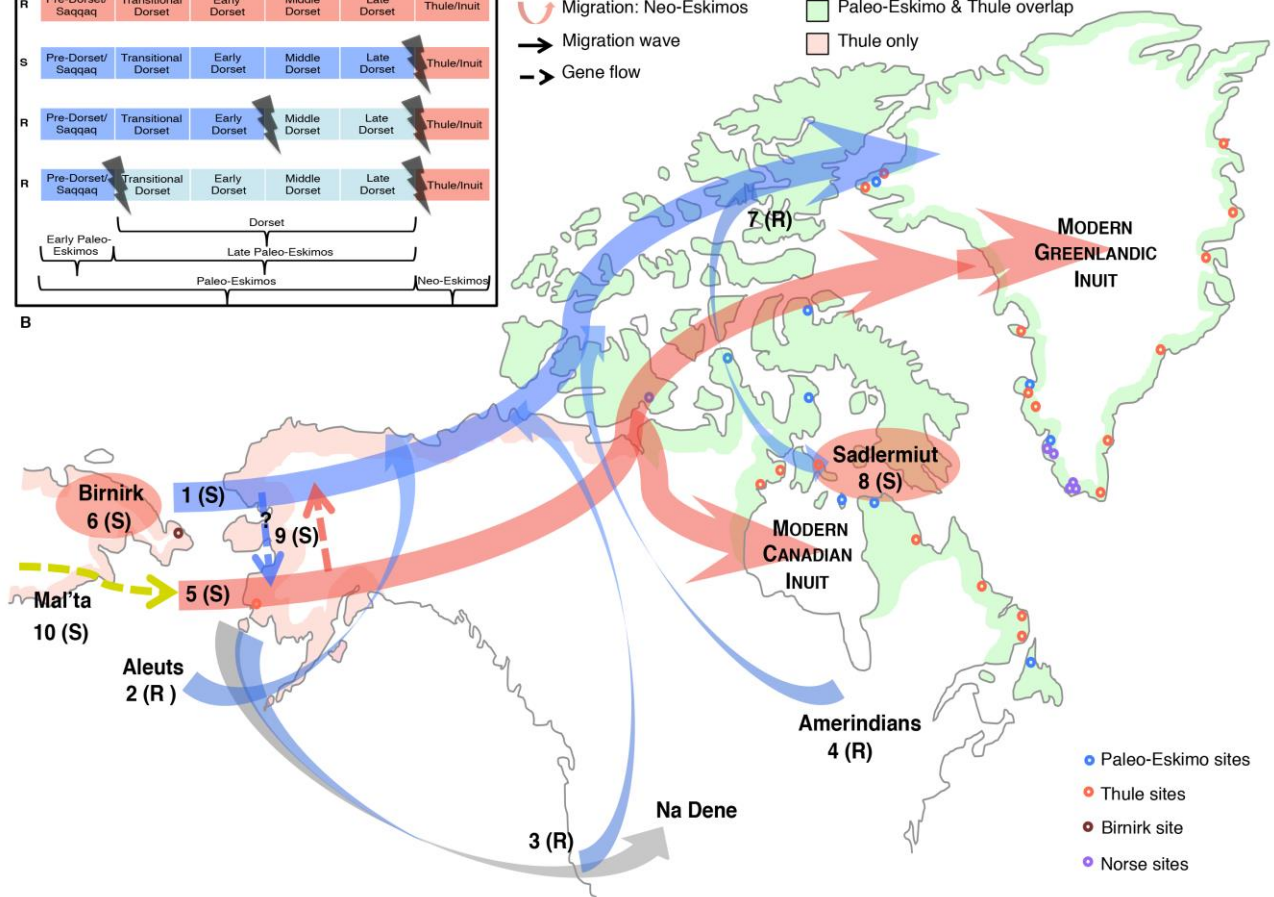 R
Pre-Dorset/ Transitional Early Middle Late Thule/Inuit
Saqqaq Dorset Dorset Dorset Dorset
S
Pre-Dorset/ Transitional Early Middle Late Thule/Inuit
Saqqaq Dorset Dorset Dorset Dorset
R
Pre-Dorset/ Transitional Early Middle Late Thule/Inuit
Saqqaq Dorset Dorset Dorset Dorset
R
Pre-Dorset/ Transitional Early Middle Late Thule/Inuit
Saqqaq Dorset Dorset Dorset Dorset
Dorset
Early Paleo-
Eskimos
Late Paleo-Eskimos
Paleo-Eskimos
Neo-Eskimos
B
Migration: Neo-Eskimos
Migration wave
Gene flow
Paleo-Eskimo & Thule overlap
Thule only
7 (R)
MODERN
GREENLANDIC
INUIT
Sadlermiut
8 (S)
Birnirk
6 (S)
1 (S)
?
9 (S)
MODERN
CANADIAN
INUIT
5 (S)
Mal'ta
10 (S)
Aleuts
2 (R )
Amerindians
4 (R)
Na Dene
3 (R)
Paleo-Eskimo sites
Thule sites
Birnirk site
Norse sites